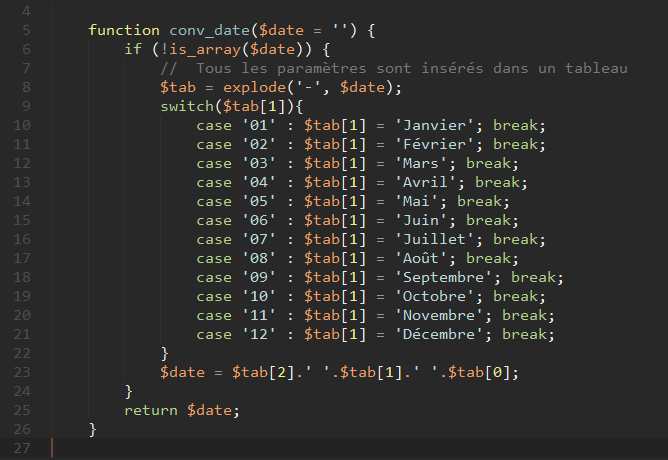 4
5 function conv_date($date = '') {
6 if (!is_array($date)) {
7 //  Tous les paramètres sont insérés dans un tableau
8 $tab = explode('-', $date);
9 switch($tab[1]){
10 case '01' : $tab[1] = 'Janvier'; break;
11 case '02' : $tab[1] = 'Février'; break;
12 case '03' : $tab[1] = 'Mars'; break;
13 case '04' : $tab[1] = 'Avril'; break;
14 case '05' : $tab[1] = 'Mai'; break;
15 case '06' : $tab[1] = 'Juin'; break;
16 case '07' : $tab[1] = 'Juillet'; break;
17 case '08' : $tab[1] = 'Août'; break;
18 case '09' : $tab[1] = 'Septembre'; break;
19 case '10' : $tab[1] = 'Octobre'; break;
20 case '11' : $tab[1] = 'Novembre'; break;
21 case '12' : $tab[1] = 'Décembre'; break;
22 }
23 $date = $tab[2].' '.$tab[1].' '.$tab[0];
24 }
25 return $date;
26 }
27